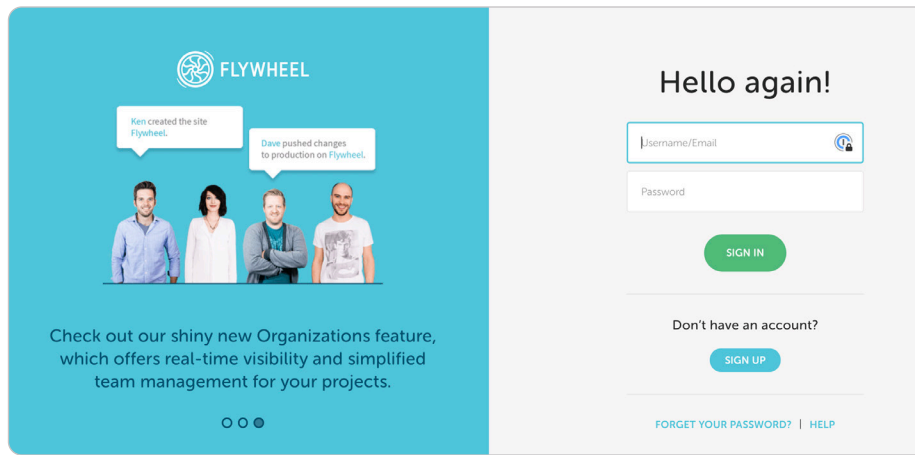 FLYWHEEL
Ken created the site
Flywheel.
Dave pushed changes
to production on Flywheel.
Check out our shiny new Organizations feature,
which offers real-time visibility and simplified
team management for your projects.
Hello again!
Username/Email
Password
SIGN IN
Don't have an account?
SIGN UP
FORGET YOUR PASSWORD? | HELP